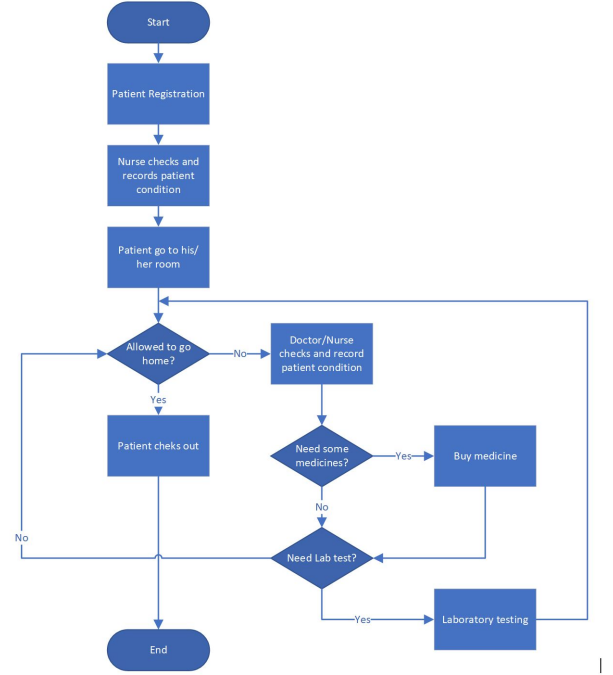 Start
Patient Registration
Nurse checks and
records patient
condition
Patient go to his/
her room
Allowed to go
home?
No
Doctor/Nurse
checks and record
patient condition
Yes
Patient cheks out
Need some
medicines?
Yes
Buy medicine
No
No
Need Lab test?
Yes
Laboratory testing
End